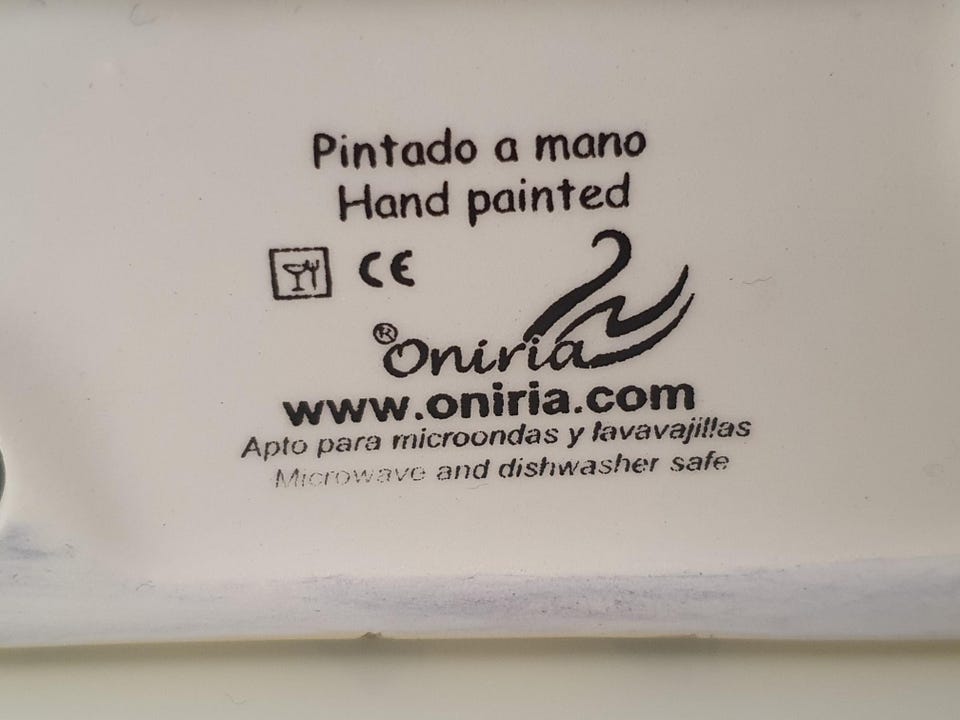 Pintado a mano
Hand painted
CE
®Oniria
www.oniria.com
Apto para microondas y lavavajillas
Microwave and dishwasher safe